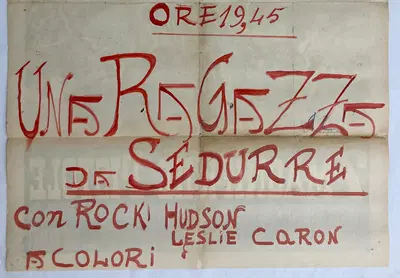 ORE 19,45
UNA RAGAZZA
DA SEDURRE
CON ROCK HUDSON
LESLIE CARON
A COLORI